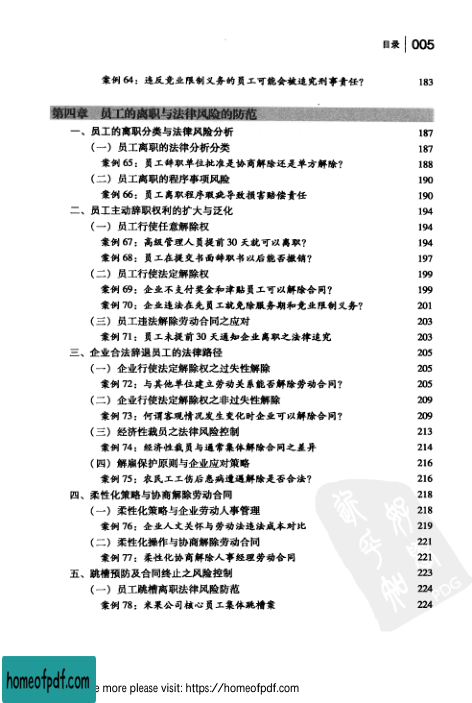 目录 005
案例 64：违反竞业限制义务的员工可能会被追究刑事责任？ 183
第四章 员工的离职与法律风险的防范
一、员工的离职分类与法律风险分析 187
（一）员工离职的法律分析分类 187
案例 65：员工辞职单位批准是协商解除还是单方解除？ 188
（二）员工离职的程序事项风险 190
案例 66：员工离职程序瑕疵导致损害赔偿责任 190
二、员工主动辞职权利的扩大与泛化 194
（一）员工行使任意解除权 194
案例 67：高级管理人员提前 30 天就可以离职？ 194
案例 68：员工在提交书面辞职书以后能否撤销？ 197
（二）员工行使法定解除权 199
案例 69：企业不支付奖金和津贴员工可以解除合同？ 199
案例 70：企业违法在先员工就免除服务期和竞业限制义务？ 201
（三）员工违法解除劳动合同之应对 203
案例 71：员工未提前 30 天通知企业离职之法律追究 203
三、企业合法辞退员工的法律路径 205
（一）企业行使法定解除权之过失性解除 205
案例 72：与其他单位建立劳动关系能否解除劳动合同？ 205
（二）企业行使法定解除权之非过失性解除 209
案例 73：何谓客观情况发生变化时企业可以解除合同？ 209
（三）经济性裁员之法律风险控制 213
案例 74：经济性裁员与通常集体解除合同之差异 214
（四）解雇保护原则与企业应对策略 216
案例 75：农民工工伤后患病遭遇解除是否合法？ 216
四、柔性化策略与协商解除劳动合同 218
（一）柔性化策略与企业劳动人事管理 218
案例 76：企业人文关怀与劳动法违法成本对比 219
（二）柔性化操作与协商解除劳动合同 221
案例 77：柔性化协商解除人事经理劳动合同 221
五、跳槽预防及合同终止之风险控制 223
（一）员工跳槽离职法律风险防范 224
案例 78：米果公司核心员工集体跳槽案 224
PDG
homeofpdf.com
e more please visit: https://homeofpdf.com